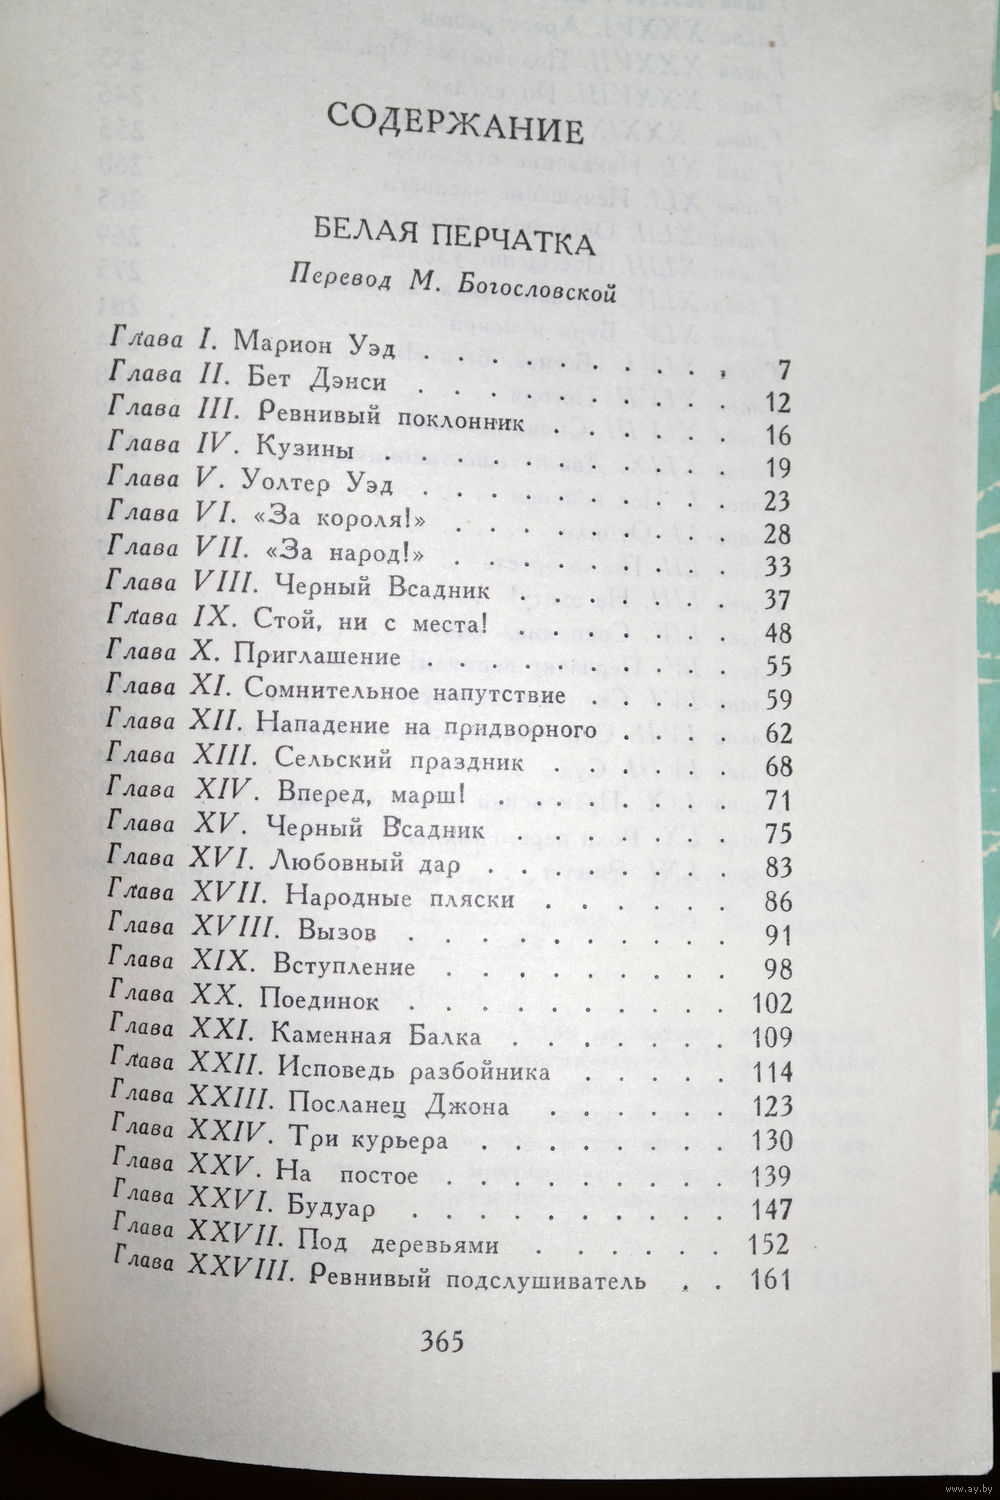 СОДЕРЖАНИЕ
БЕЛАЯ ПЕРЧАТКА
Перевод М. Богословской
Глава I. Марион Уэд . . . . . . . . . 7
Глава II. Бет Дэнси . . . . . . . . . 12
Глава III. Ревнивый поклонник . . . . . 16
Глава IV. Кузины . . . . . . . . . . 19
Глава V. Уолтер Уэд . . . . . . . . . 23
Глава VI. «За короля!» . . . . . . . . 28
Глава VII. «За народ!» . . . . . . . . 33
Глава VIII. Черный Всадник . . . . . . 37
Глава IX. Стой, ни с места! . . . . . . 48
Глава X. Приглашение . . . . . . . . . 55
Глава XI. Сомнительное напутствие . . . . 59
Глава XII. Нападение на придворного . . . 62
Глава XIII. Сельский праздник . . . . . 68
Глава XIV. Вперед, марш! . . . . . . . 71
Глава XV. Черный Всадник . . . . . . 75
Глава XVI. Любовный дар . . . . . . . 83
Глава XVII. Народные пляски . . . . . . 86
Глава XVIII. Вызов . . . . . . . . . . 91
Глава XIX. Вступление . . . . . . . . 98
Глава XX. Поединок . . . . . . . . . 102
Глава XXI. Каменная Балка . . . . . . 109
Глава XXII. Исповедь разбойника . . . . . 114
Глава XXIII. Посланец Джона . . . . . . 123
Глава XXIV. Три курьера . . . . . . . 130
Глава XXV. На постое . . . . . . . . 139
Глава XXVI. Будуар . . . . . . . . . 147
Глава XXVII. Под деревьями . . . . . . 152
Глава XXVIII. Ревнивый подслушиватель . . 161
365
www.ay.by